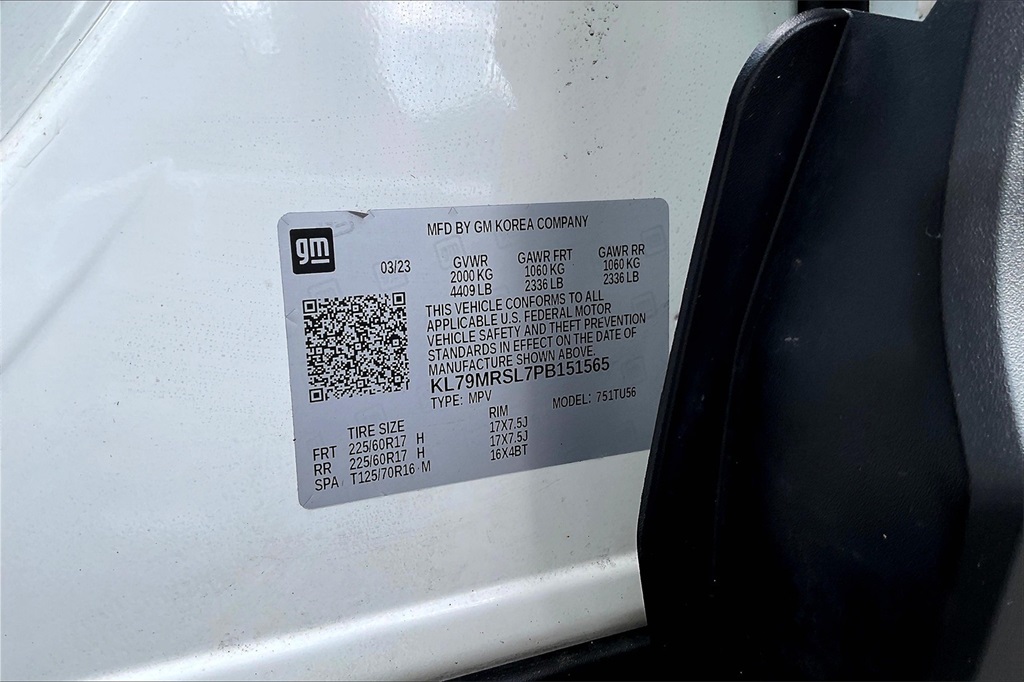 gm
MFD BY GM KOREA COMPANY
03/23
GVWR GAWR FRT GAWR RR
2000 KG 1060 KG 1060 KG
4409 LB 2336 LB 2336 LB
THIS VEHICLE CONFORMS TO ALL
APPLICABLE U.S. FEDERAL MOTOR
VEHICLE SAFETY AND THEFT PREVENTION
STANDARDS IN EFFECT ON THE DATE OF
MANUFACTURE SHOWN ABOVE.
KL79MRSL7PB151565
TYPE: MPV MODEL: 751TU56
TIRE SIZE RIM
FRT 225/60R17 H 17X7.5J
RR 225/60R17 H 17X7.5J
SPA T125/70R16 M 16X4BT